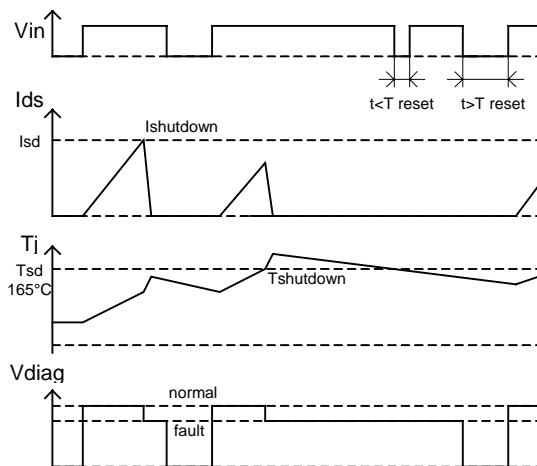 Vin
t<T reset
t>T reset
Ids
Isd
Ishutdown
Tj
Tsd
165°C
Tshutdown
Vdiag
normal
fault